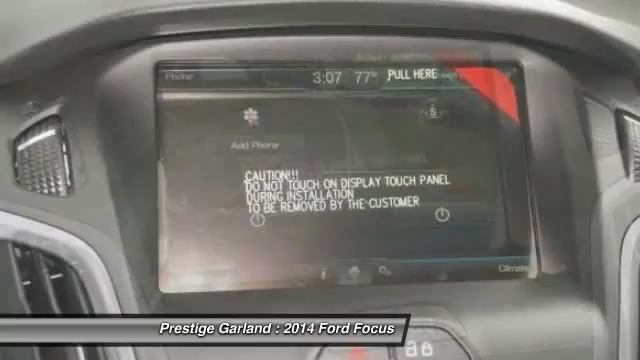 Phone 3:07 77° PULL HERE
Add Phone
CAUTION!!!
DO NOT TOUCH ON DISPLAY TOUCH PANEL
DURING INSTALLATION
TO BE REMOVED BY THE CUSTOMER
Climate
Prestige Garland : 2014 Ford Focus